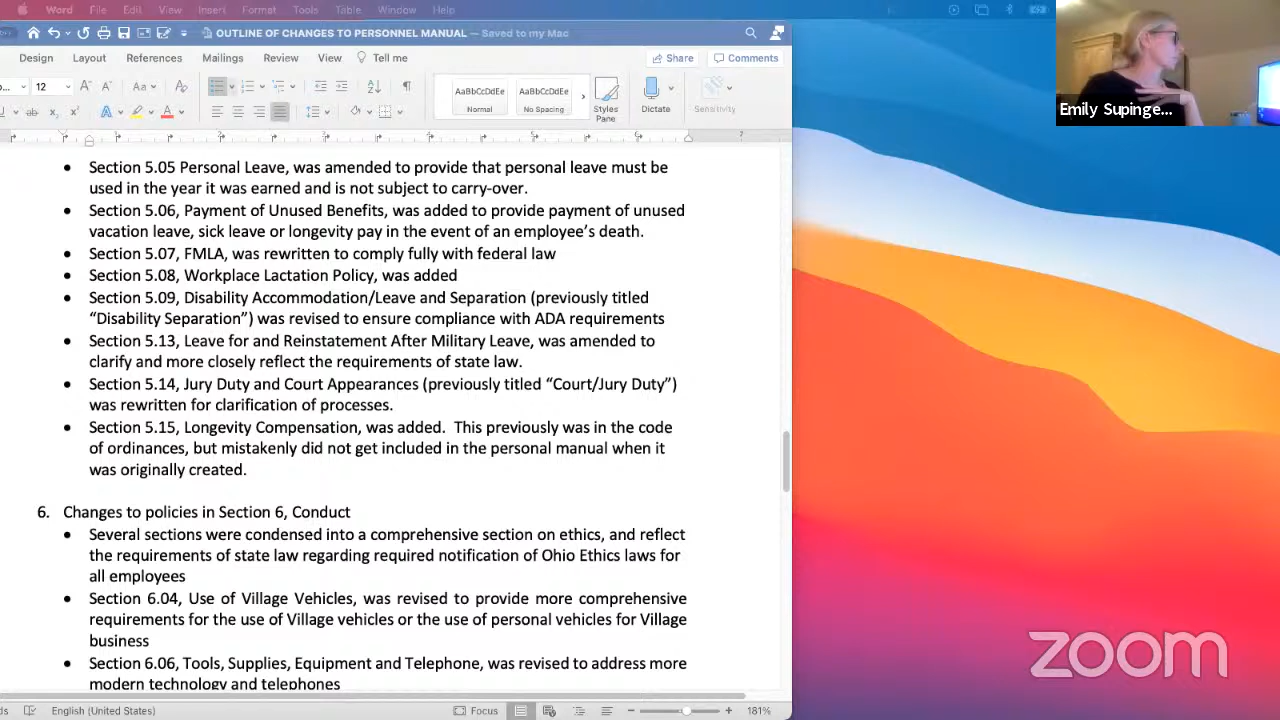 Word File Edit View Insert Format Tools Table Window Help
OUTLINE OF CHANGES TO PERSONNEL MANUAL — Saved to my Mac
Design Layout References Mailings Review View Tell me Share Comments
12 Aa AaBbCcDdEe AaBbCcDdEe
Normal No Spacing Styles Pane Dictate Sensitivity
• Section 5.05 Personal Leave, was amended to provide that personal leave must be
used in the year it was earned and is not subject to carry-over.
• Section 5.06, Payment of Unused Benefits, was added to provide payment of unused
vacation leave, sick leave or longevity pay in the event of an employee's death.
• Section 5.07, FMLA, was rewritten to comply fully with federal law
• Section 5.08, Workplace Lactation Policy, was added
• Section 5.09, Disability Accommodation/Leave and Separation (previously titled
"Disability Separation") was revised to ensure compliance with ADA requirements
• Section 5.13, Leave for and Reinstatement After Military Leave, was amended to
clarify and more closely reflect the requirements of state law.
• Section 5.14, Jury Duty and Court Appearances (previously titled "Court/Jury Duty")
was rewritten for clarification of processes.
• Section 5.15, Longevity Compensation, was added. This previously was in the code
of ordinances, but mistakenly did not get included in the personal manual when it
was originally created.
6. Changes to policies in Section 6, Conduct
• Several sections were condensed into a comprehensive section on ethics, and reflect
the requirements of state law regarding required notification of Ohio Ethics laws for
all employees
• Section 6.04, Use of Village Vehicles, was revised to provide more comprehensive
requirements for the use of Village vehicles or the use of personal vehicles for Village
business
• Section 6.06, Tools, Supplies, Equipment and Telephone, was revised to address more
modern technology and telephones
English (United States) Focus 181%
Emily Supinge...
zoom